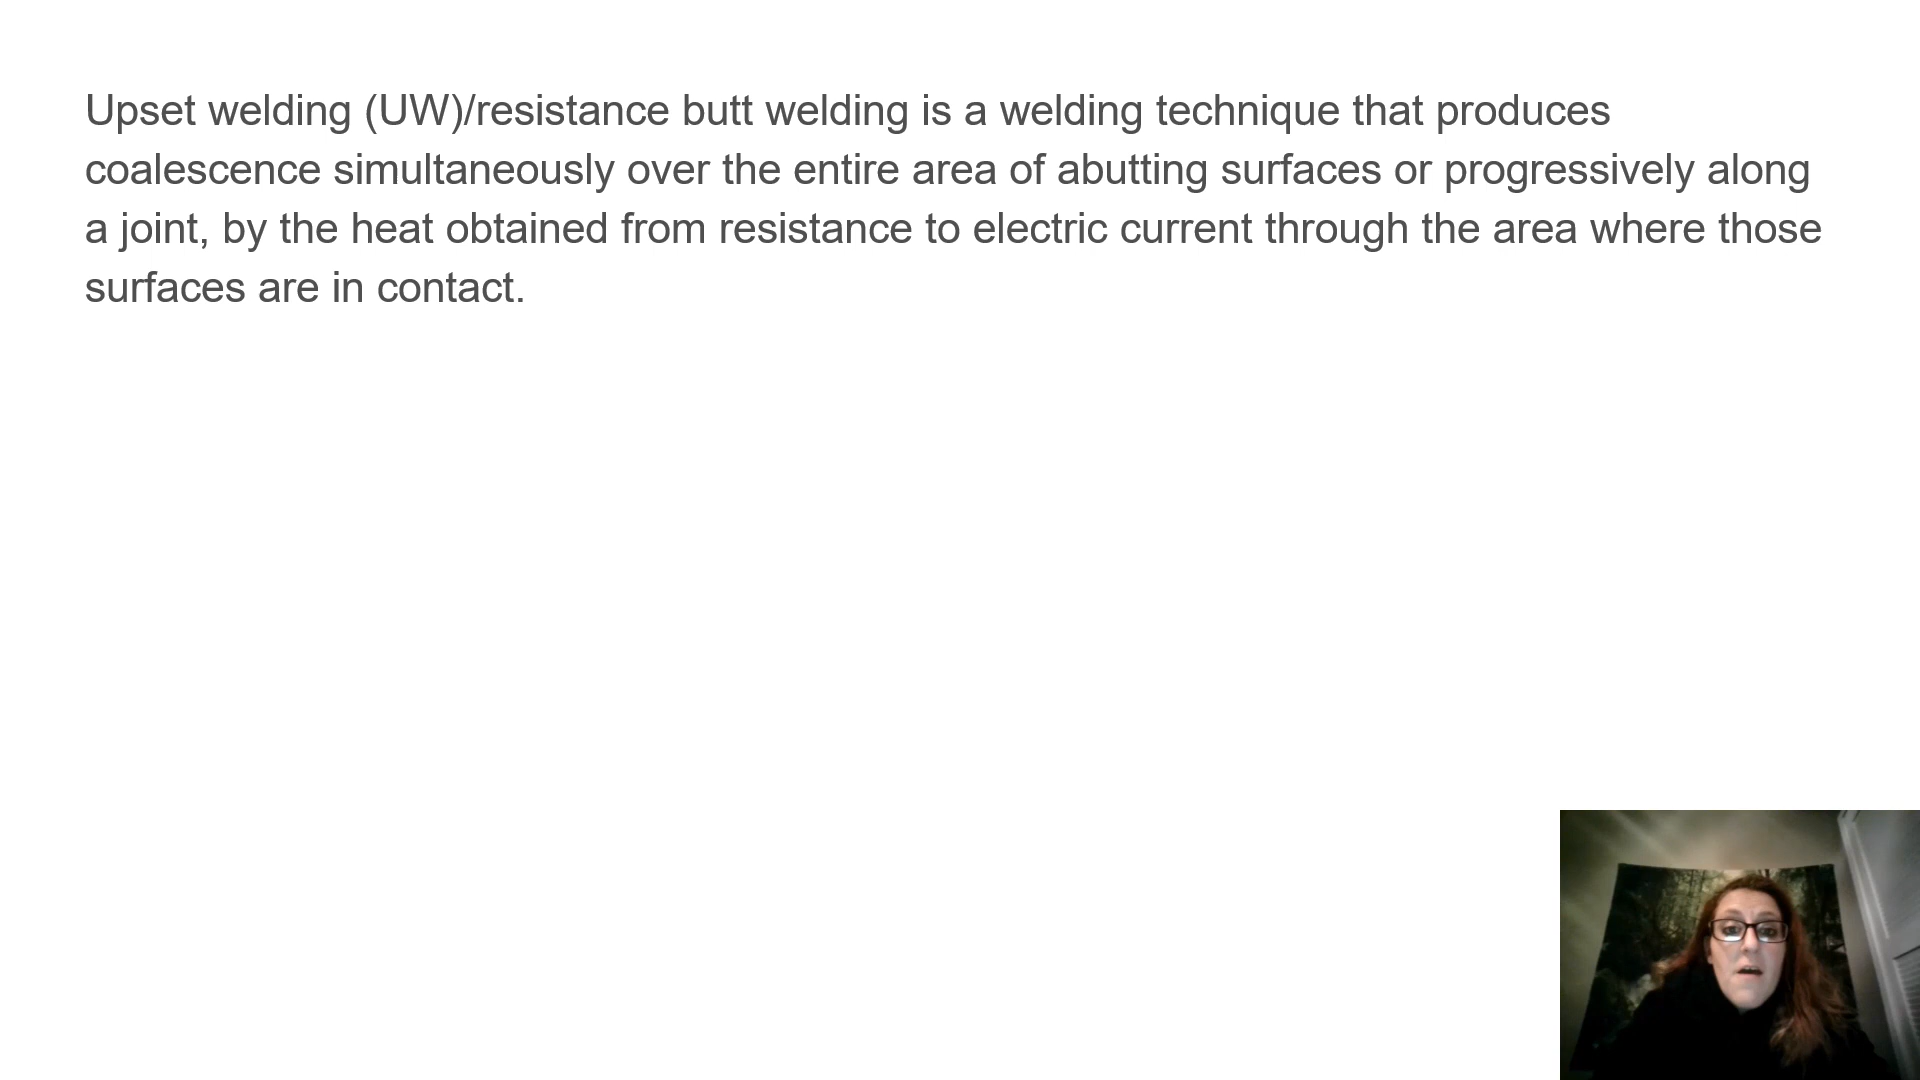 Upset welding (UW)/resistance butt welding is a welding technique that produces
coalescence simultaneously over the entire area of abutting surfaces or progressively along
a joint, by the heat obtained from resistance to electric current through the area where those
surfaces are in contact.